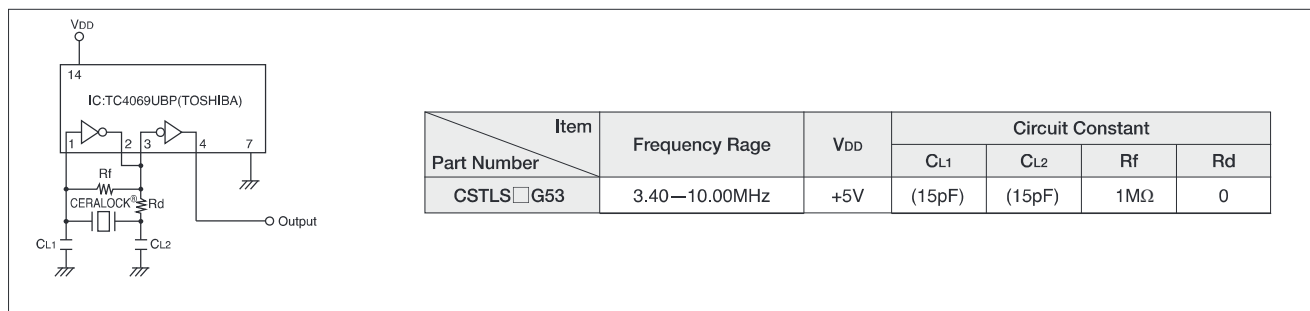 VDD
14
IC:TC4069UBP(TOSHIBA)
1 2 3 4 7
Rf
CERALOCK® Rd
Output
CL1 CL2
Item
Part Number
Frequency Rage
VDD
Circuit Constant
CL1 CL2 Rf Rd
CSTLS□G53 3.40—10.00MHz +5V (15pF) (15pF) 1MΩ 0